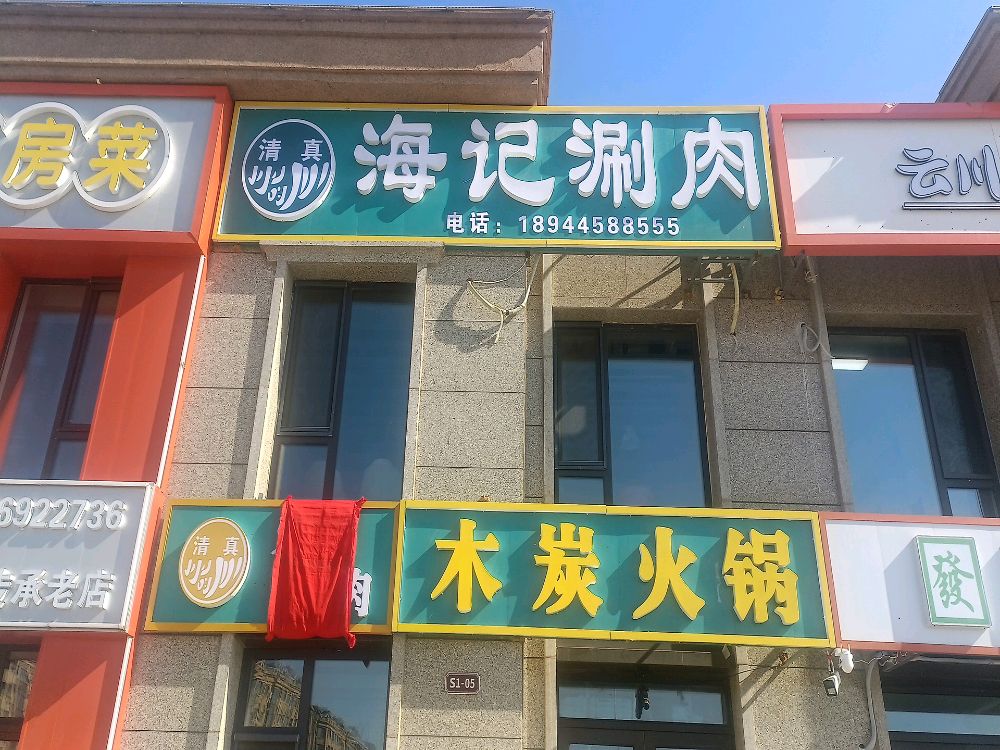 房菜
清真
海记涮肉
电话：18944588555
云川
6922736
承老店
清真
肉
木炭火锅
發
S1-05